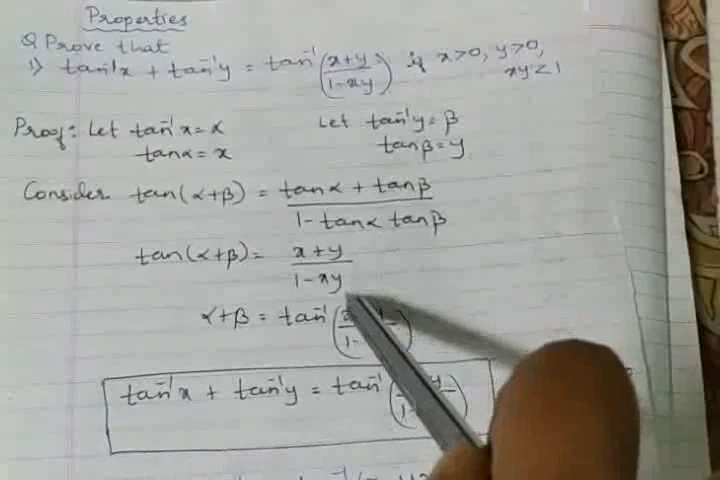 Properties
Q Prove that
1) tan⁻¹x + tan⁻¹y = tan⁻¹((x+y)/(1-xy)) if x>0, y>0,
xy<1
Proof: Let tan⁻¹x = α Let tan⁻¹y = β
tanα = x tanβ = y
Consider tan(α+β) = (tanα + tanβ)/(1 - tanα tanβ)
tan(α+β) = (x+y)/(1-xy)
α+β = tan⁻¹(
1-
tan⁻¹x + tan⁻¹y = tan⁻¹( y